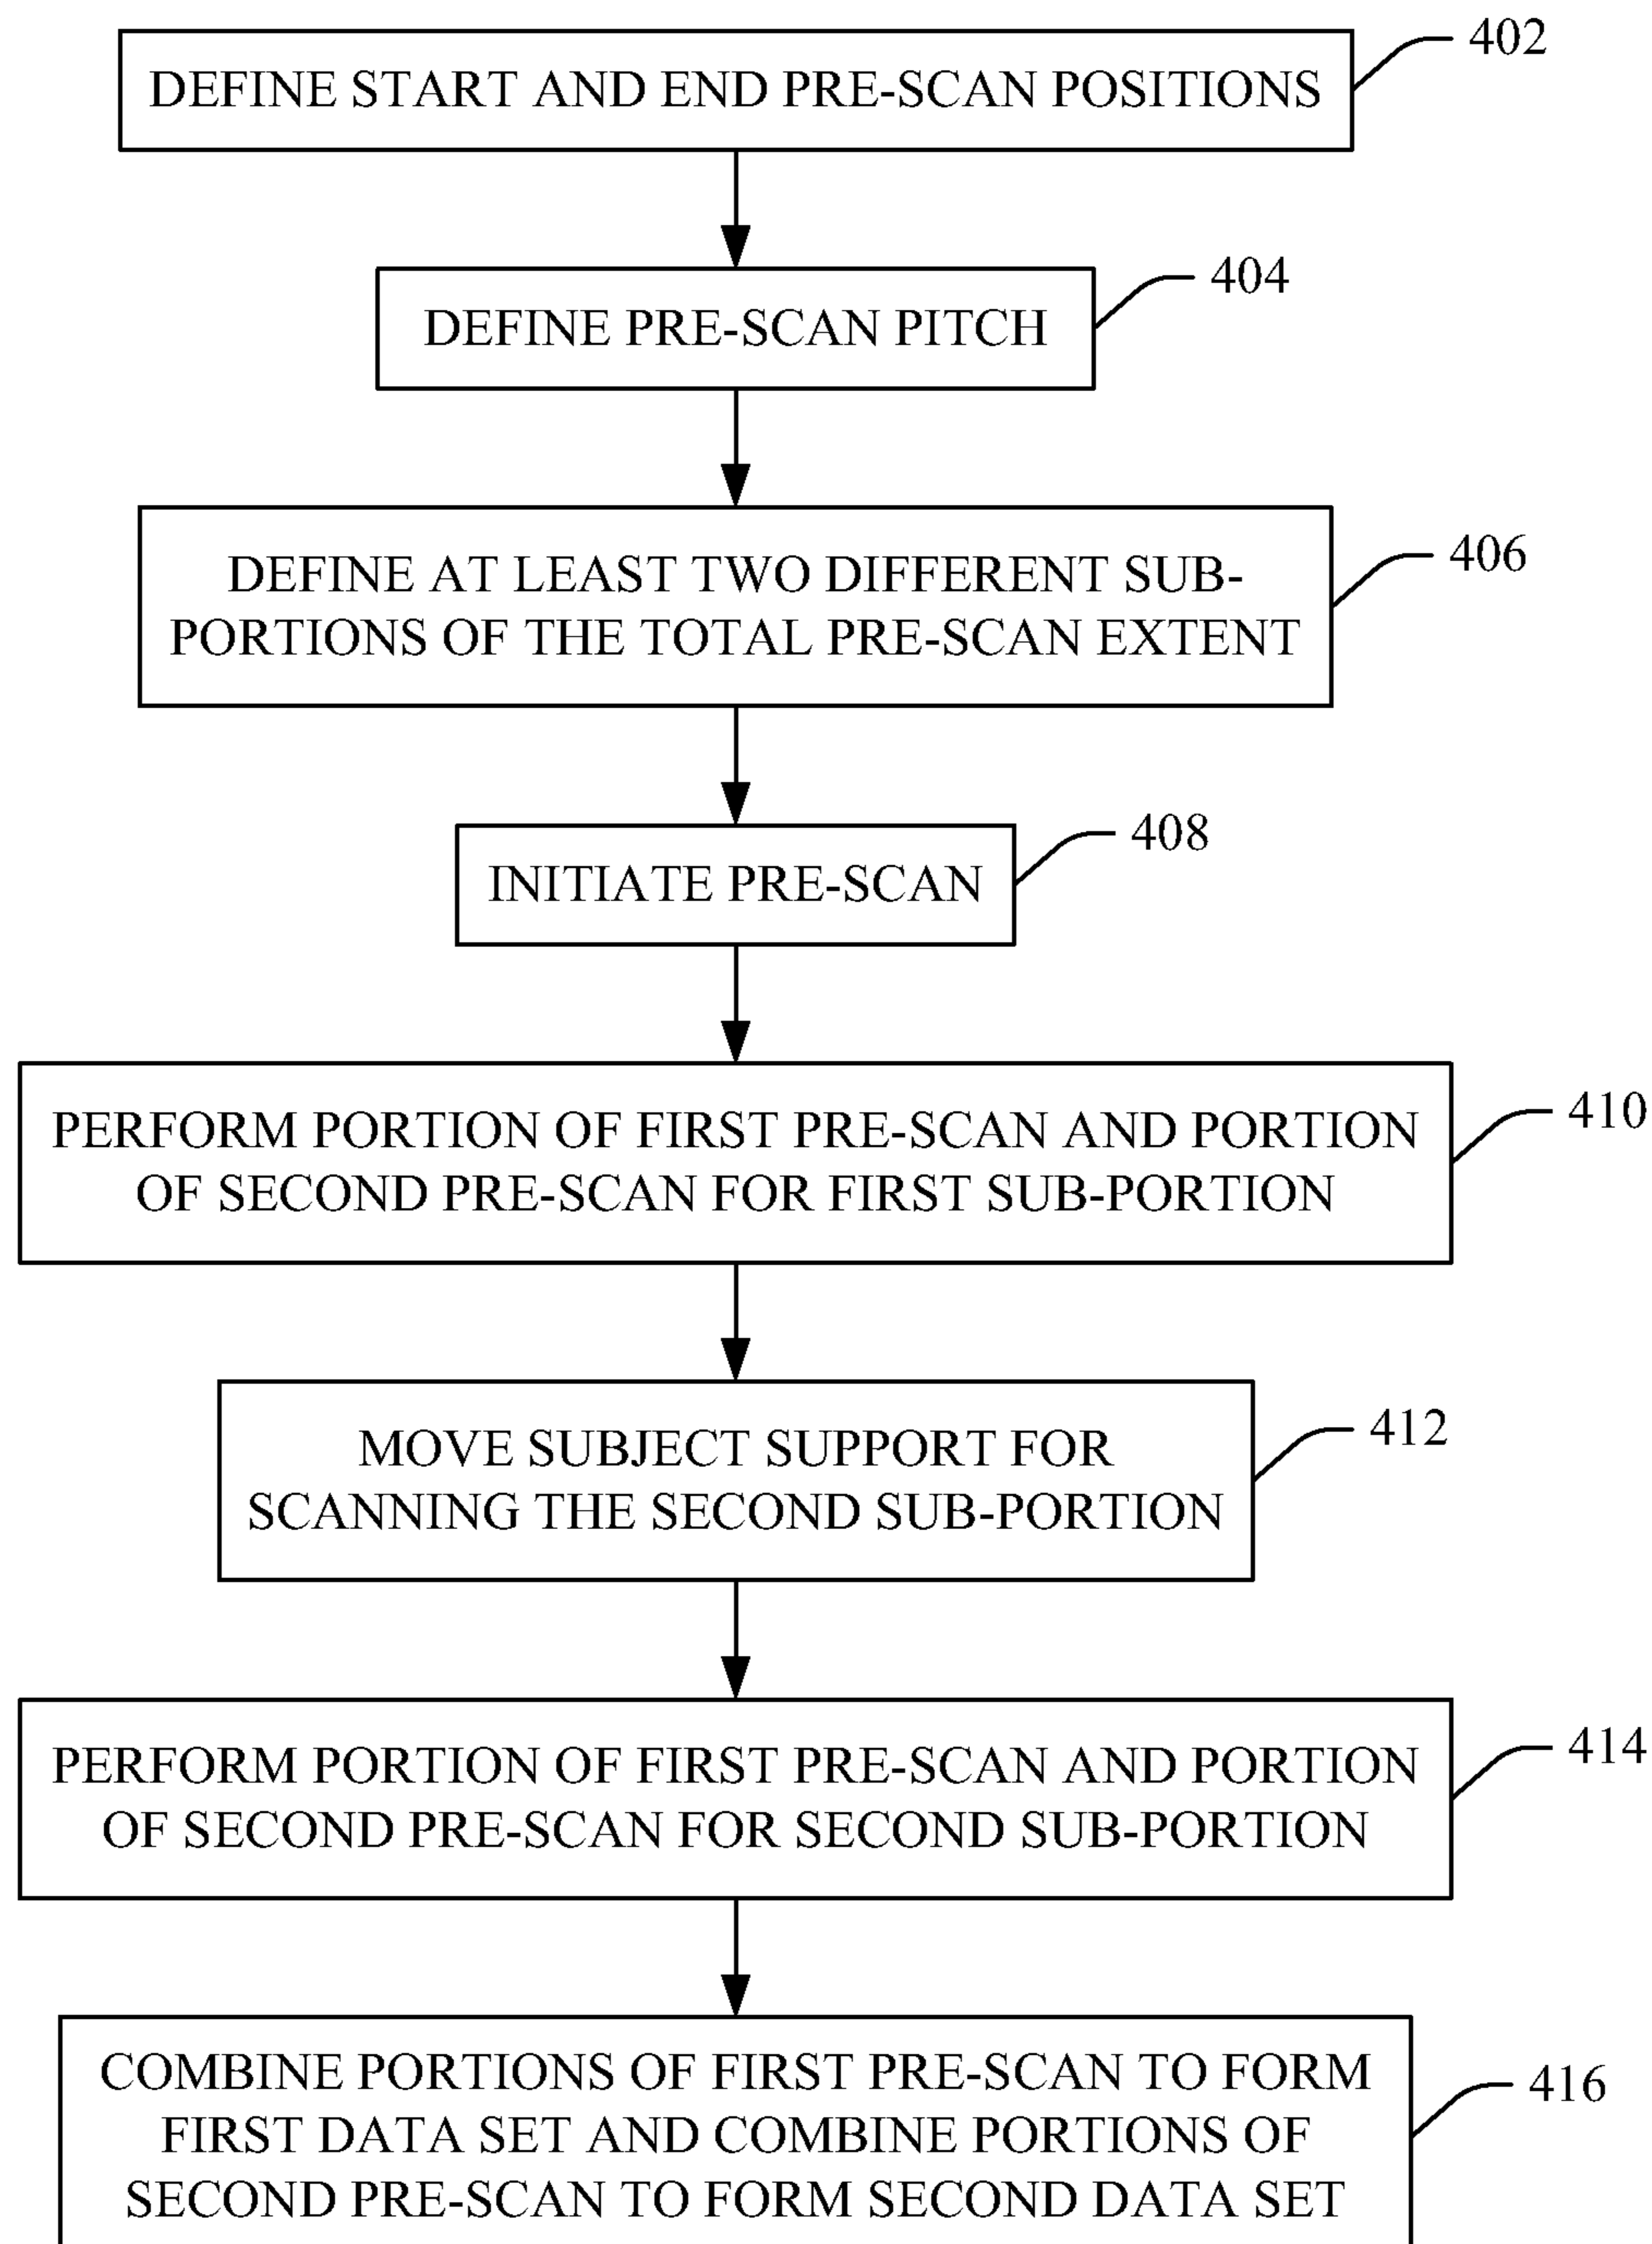 402
DEFINE START AND END PRE-SCAN POSITIONS
404
DEFINE PRE-SCAN PITCH
406
DEFINE AT LEAST TWO DIFFERENT SUB-
PORTIONS OF THE TOTAL PRE-SCAN EXTENT
408
INITIATE PRE-SCAN
410
PERFORM PORTION OF FIRST PRE-SCAN AND PORTION
OF SECOND PRE-SCAN FOR FIRST SUB-PORTION
412
MOVE SUBJECT SUPPORT FOR
SCANNING THE SECOND SUB-PORTION
414
PERFORM PORTION OF FIRST PRE-SCAN AND PORTION
OF SECOND PRE-SCAN FOR SECOND SUB-PORTION
416
COMBINE PORTIONS OF FIRST PRE-SCAN TO FORM
FIRST DATA SET AND COMBINE PORTIONS OF
SECOND PRE-SCAN TO FORM SECOND DATA SET